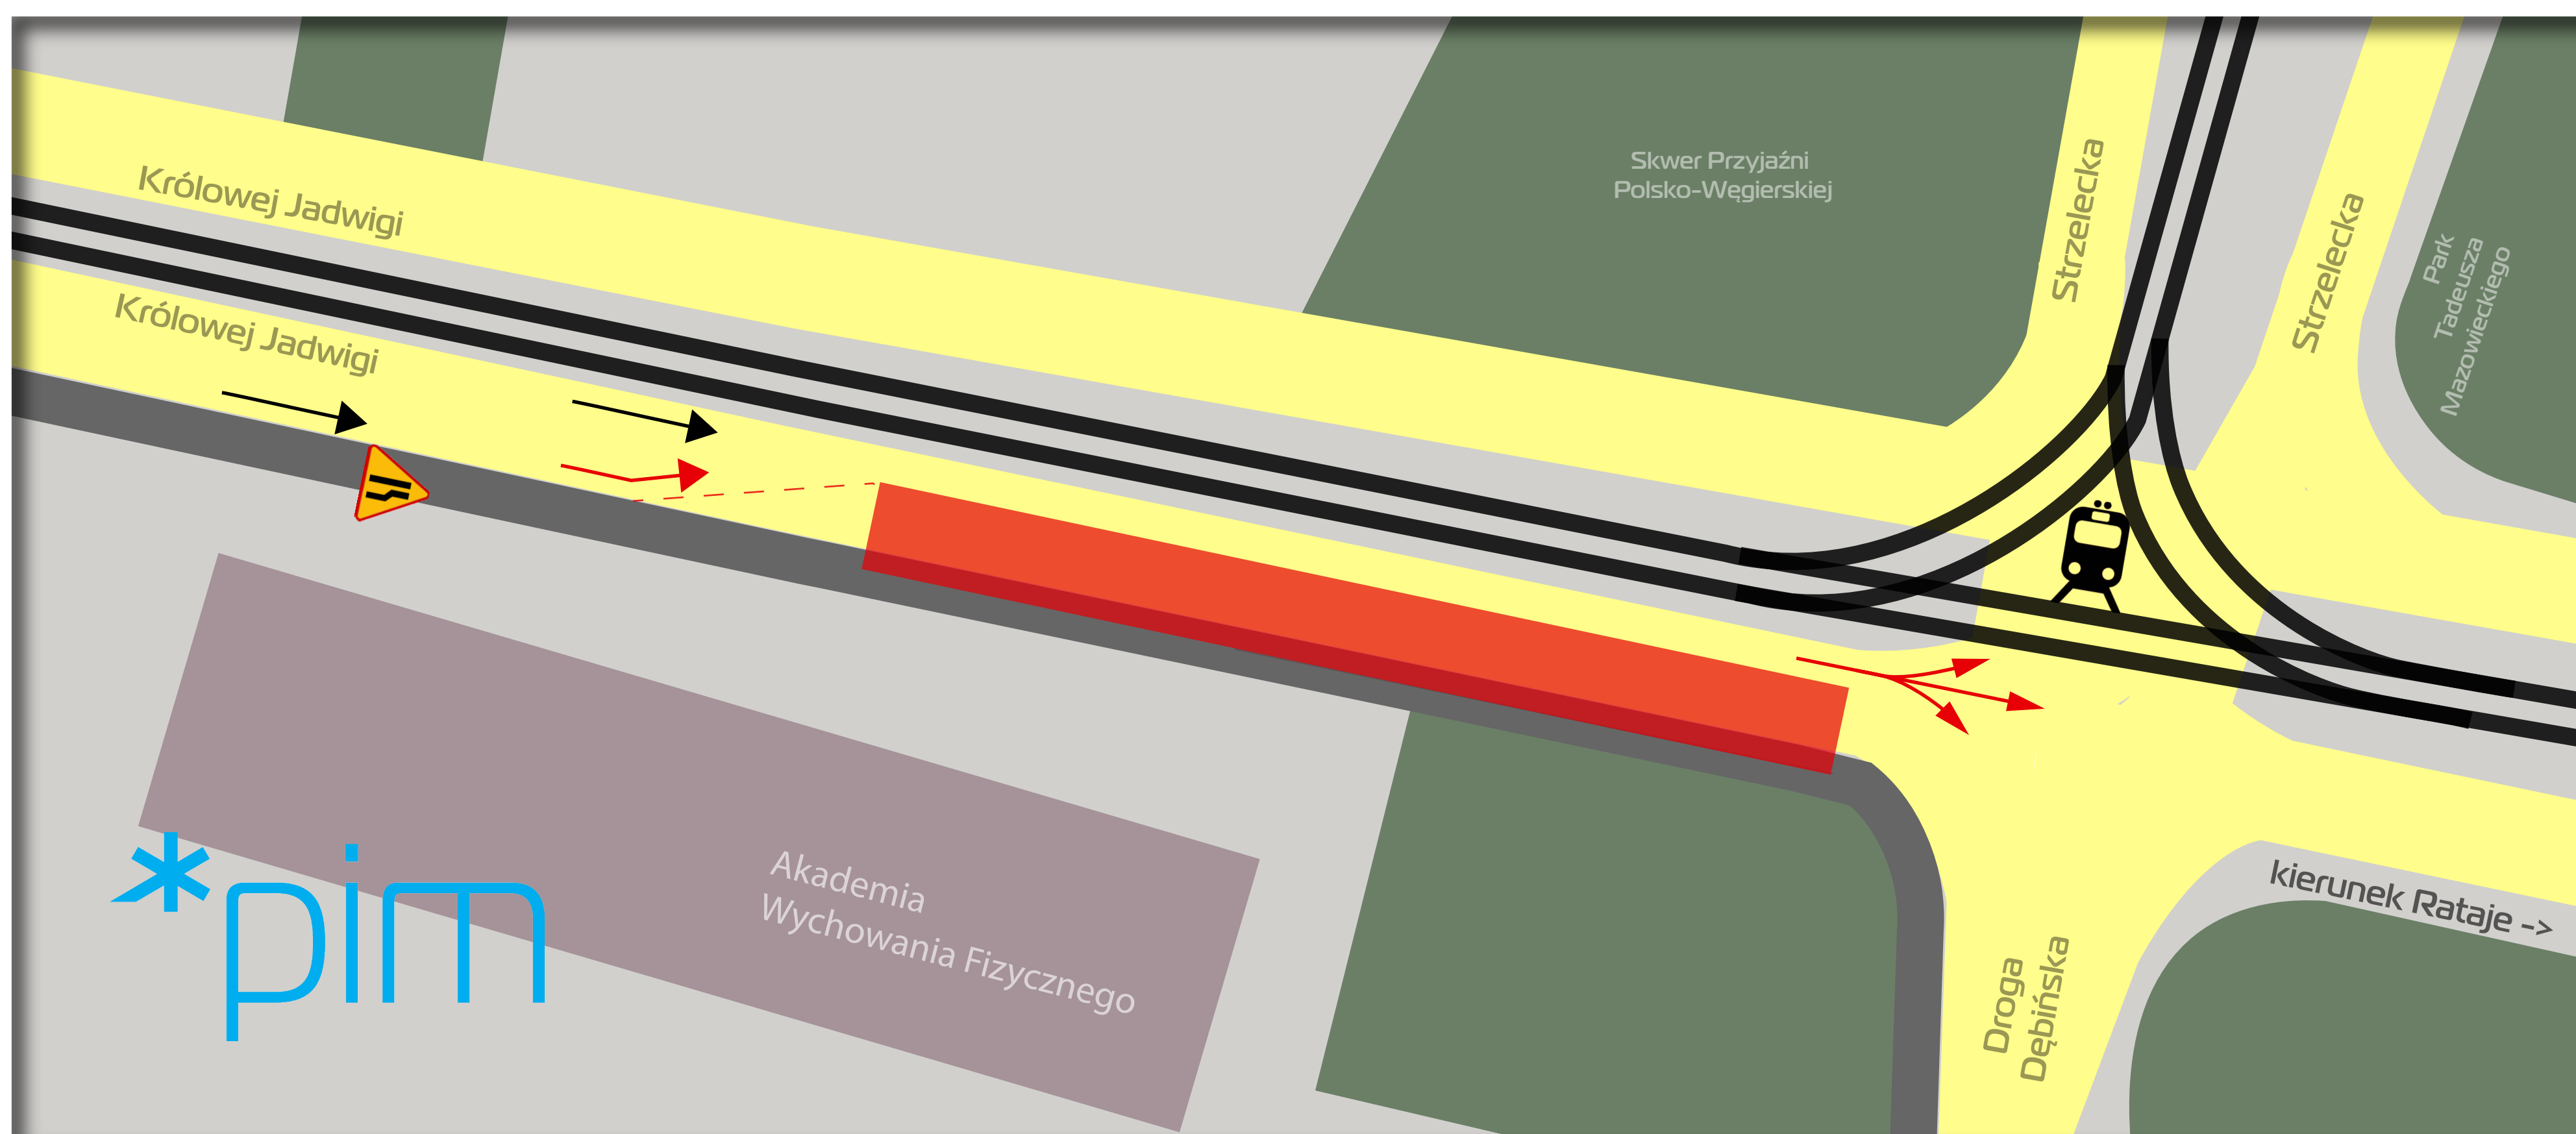 Królowej Jadwigi
Królowej Jadwigi
Skwer Przyjaźni
Polsko-Węgierskiej
Strzelecka
Strzelecka
Park
Tadeusza
Mazowieckiego
Akademia
Wychowania Fizycznego
*pim
kierunek Rataje ->
Droga
Dębińska